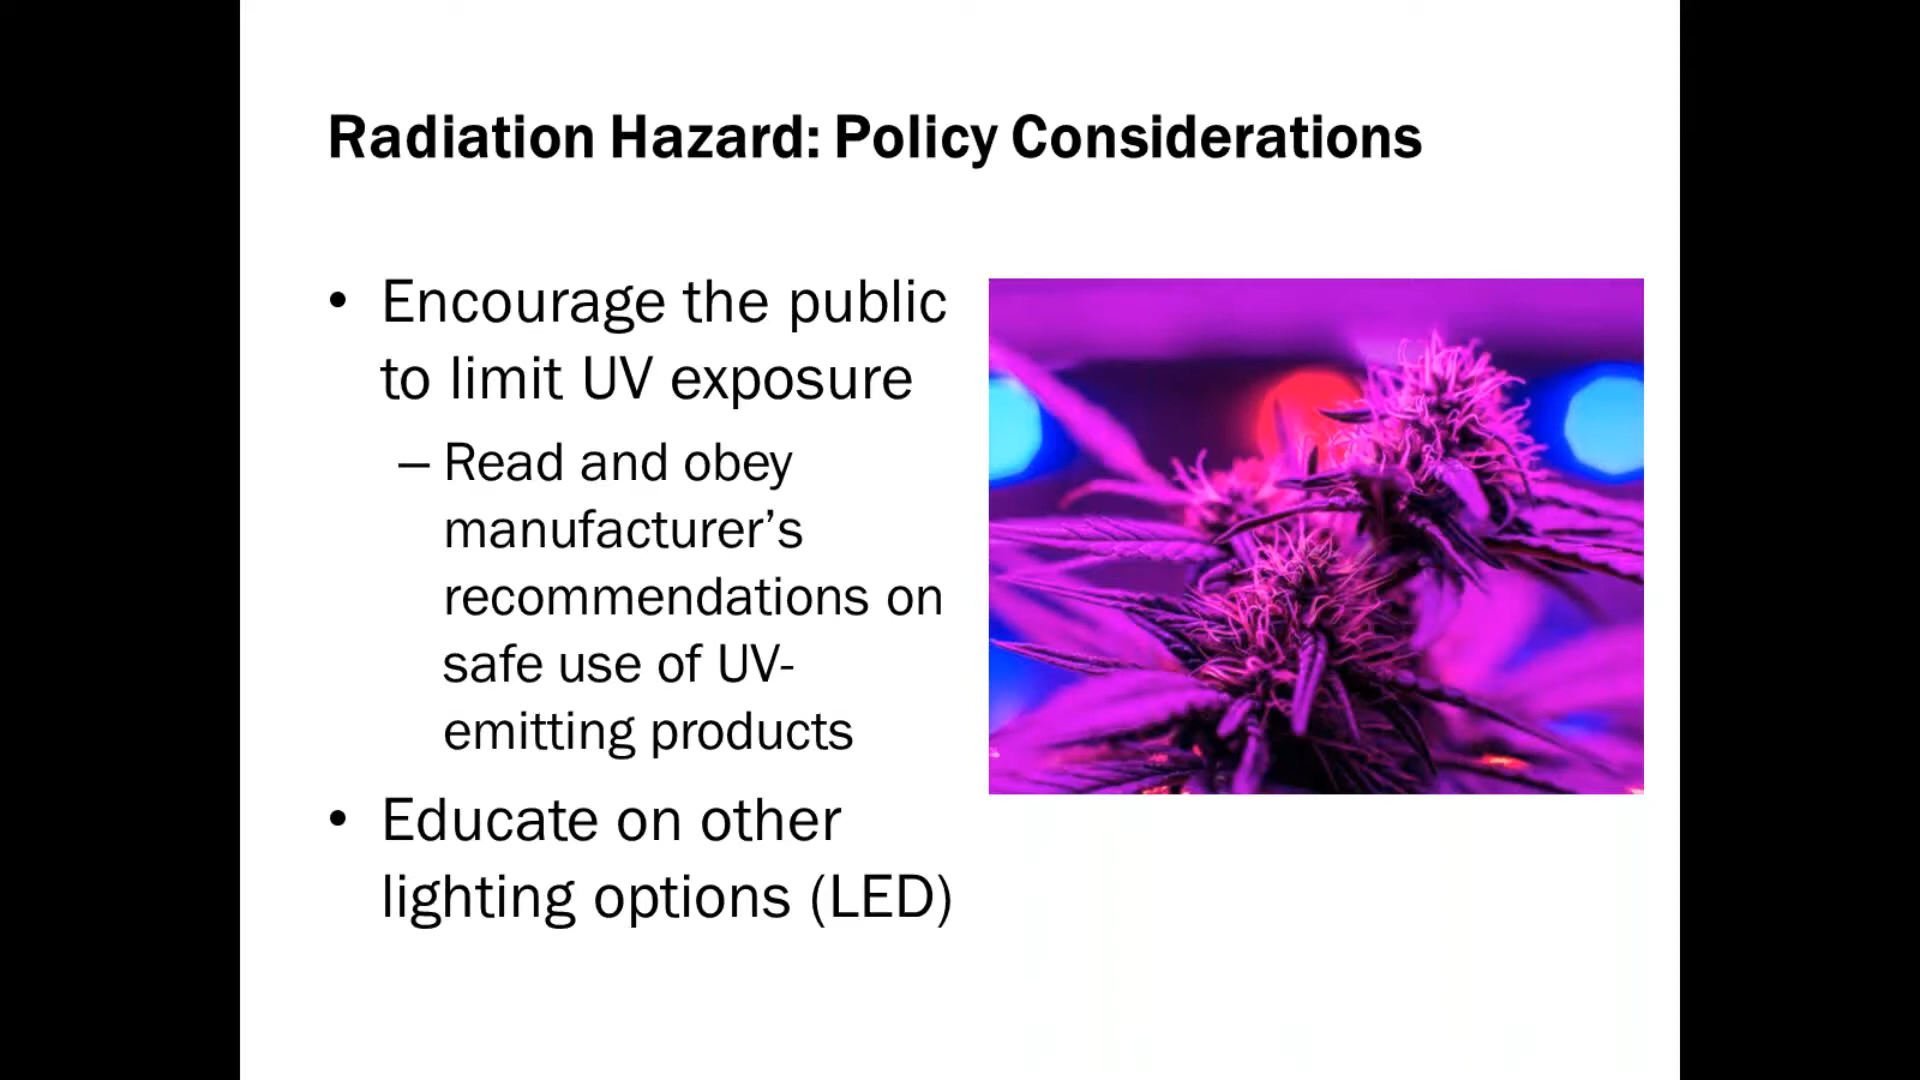 Radiation Hazard: Policy Considerations
• Encourage the public
to limit UV exposure
– Read and obey
manufacturer’s
recommendations on
safe use of UV-
emitting products
• Educate on other
lighting options (LED)